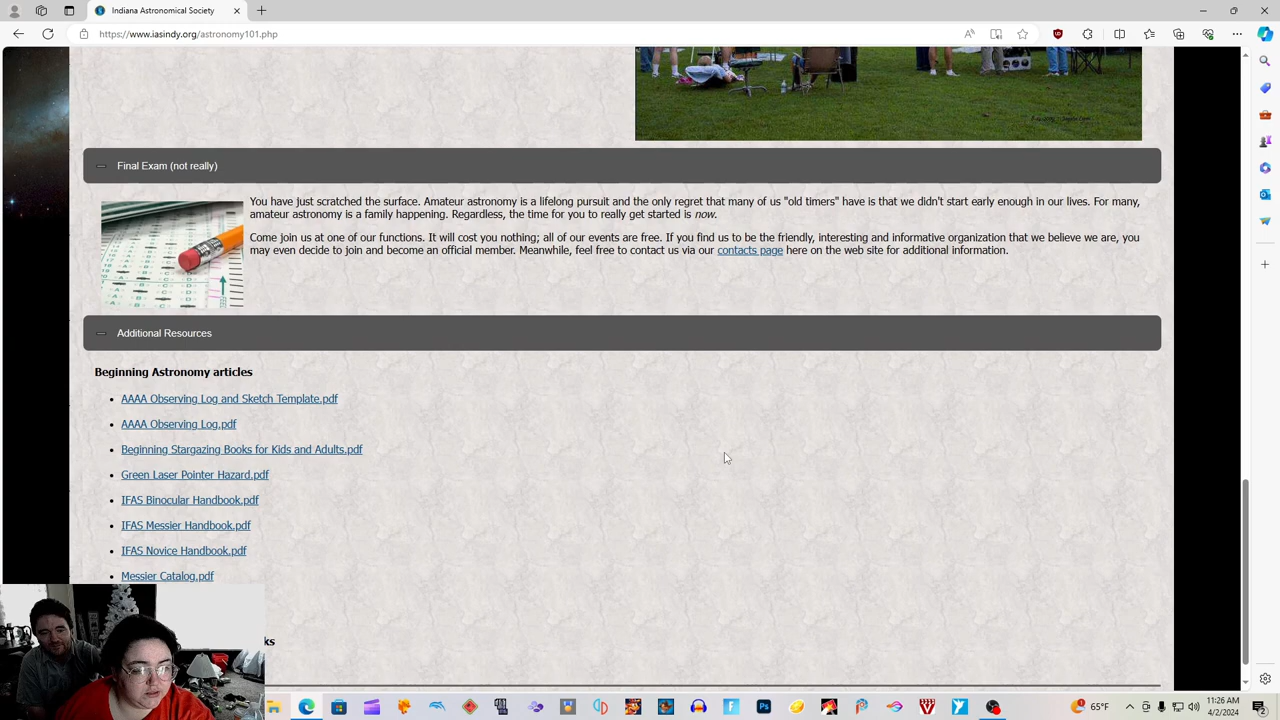 Indiana Astronomical Society
https://www.iasindy.org/astronomy101.php
Final Exam (not really)
You have just scratched the surface. Amateur astronomy is a lifelong pursuit and the only regret that many of us "old timers" have is that we didn't start early enough in our lives. For many,
amateur astronomy is a family happening. Regardless, the time for you to really get started is now.
Come join us at one of our functions. It will cost you nothing; all of our events are free. If you find us to be the friendly, interesting and informative organization that we believe we are, you
may even decide to join and become an official member. Meanwhile, feel free to contact us via our contacts page here on the web site for additional information.
Additional Resources
Beginning Astronomy articles
AAAA Observing Log and Sketch Template.pdf
AAAA Observing Log.pdf
Beginning Stargazing Books for Kids and Adults.pdf
Green Laser Pointer Hazard.pdf
IFAS Binocular Handbook.pdf
IFAS Messier Handbook.pdf
IFAS Novice Handbook.pdf
Messier Catalog.pdf
ks
65°F
11:26 AM
4/2/2024